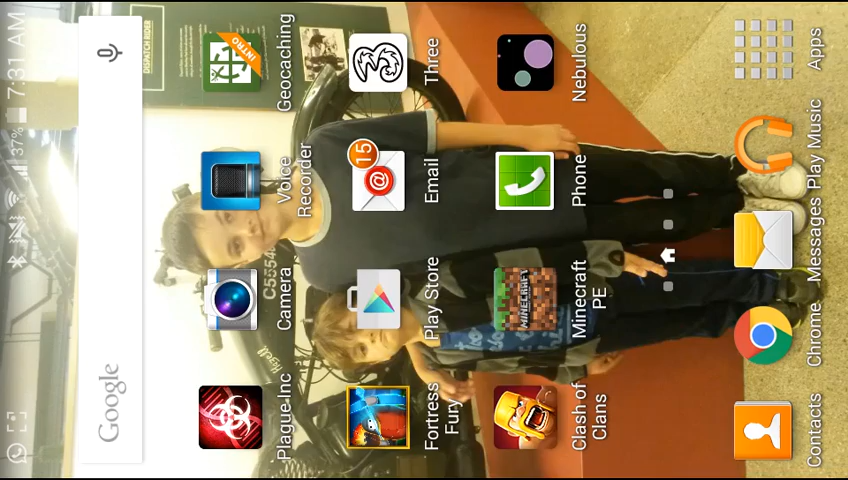 37% 7:31 AM
Google
Plague Inc
Camera
Voice
Recorder
Geocaching
INTRO
Fortress
Fury
Play Store
Email
15
Three
Clash of
Clans
Minecraft
PE
MINECRAFT
Phone
Nebulous
Contacts
Chrome
Messages
Play Music
Apps
DISPATCH RIDER